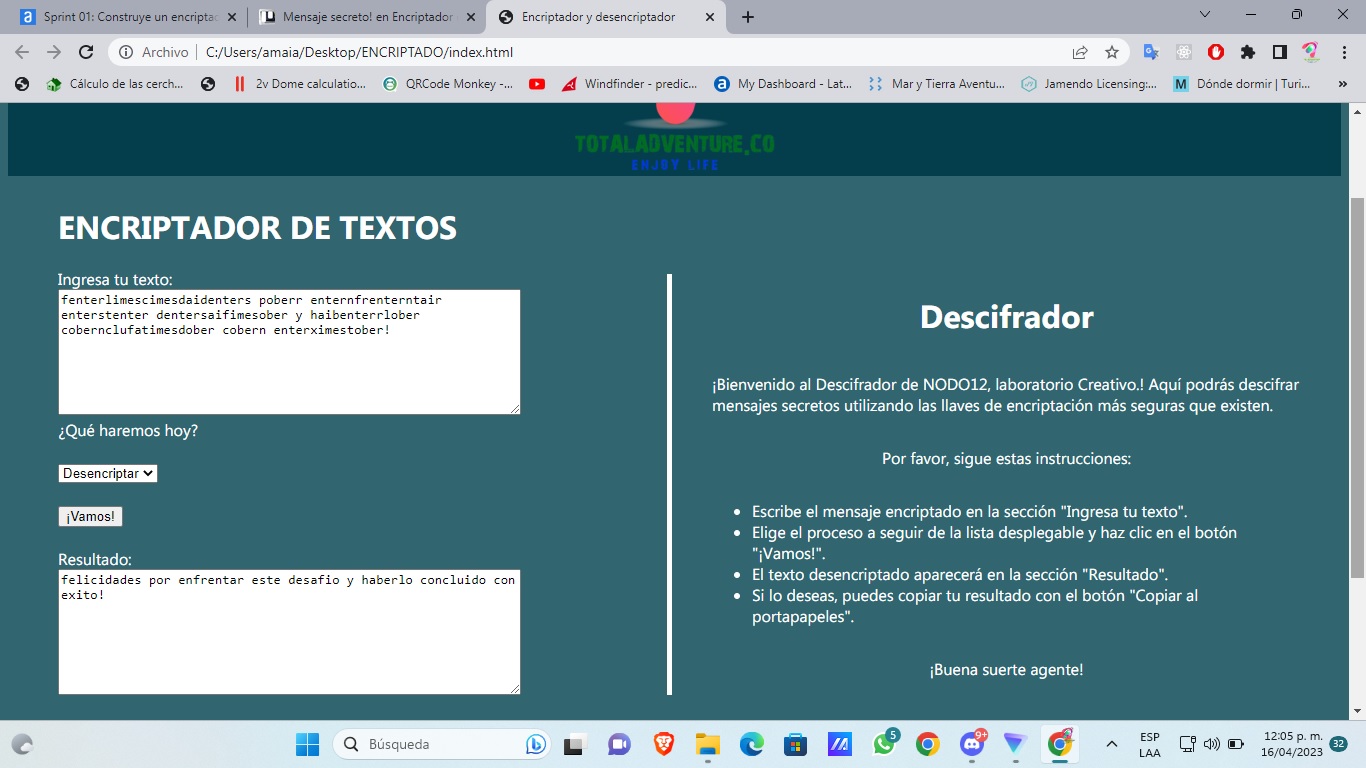 Sprint 01: Construye un encripta
Mensaje secreto! en Encriptador
Encriptador y desencriptador
Archivo C:/Users/amaia/Desktop/ENCRIPTADO/index.html
Cálculo de las cerch... 2v Dome calculatio... QRCode Monkey -... Windfinder - predic... My Dashboard - Lat... Mar y Tierra Aventu... Jamendo Licensing:... M Dónde dormir | Turi... »
TOTALADVENTURE.CO
ENJOY LIFE
ENCRIPTADOR DE TEXTOS
Ingresa tu texto:
fenterlimescimesdaidenters poberr enternfrenterntair
enterstenter dentersaifimesober y haibenterrlober
cobernclufatimesdober cobern enterximestober!
¿Qué haremos hoy?
Desencriptar
¡Vamos!
Resultado:
felicidades por enfrentar este desafio y haberlo concluido con
exito!
Descifrador
¡Bienvenido al Descifrador de NODO12, laboratorio Creativo.! Aquí podrás descifrar
mensajes secretos utilizando las llaves de encriptación más seguras que existen.
Por favor, sigue estas instrucciones:
• Escribe el mensaje encriptado en la sección "Ingresa tu texto".
• Elige el proceso a seguir de la lista desplegable y haz clic en el botón
"¡Vamos!".
• El texto desencriptado aparecerá en la sección "Resultado".
• Si lo deseas, puedes copiar tu resultado con el botón "Copiar al
portapapeles".
¡Buena suerte agente!
Búsqueda
5
9+
ESP
LAA
12:05 p. m.
16/04/2023
32